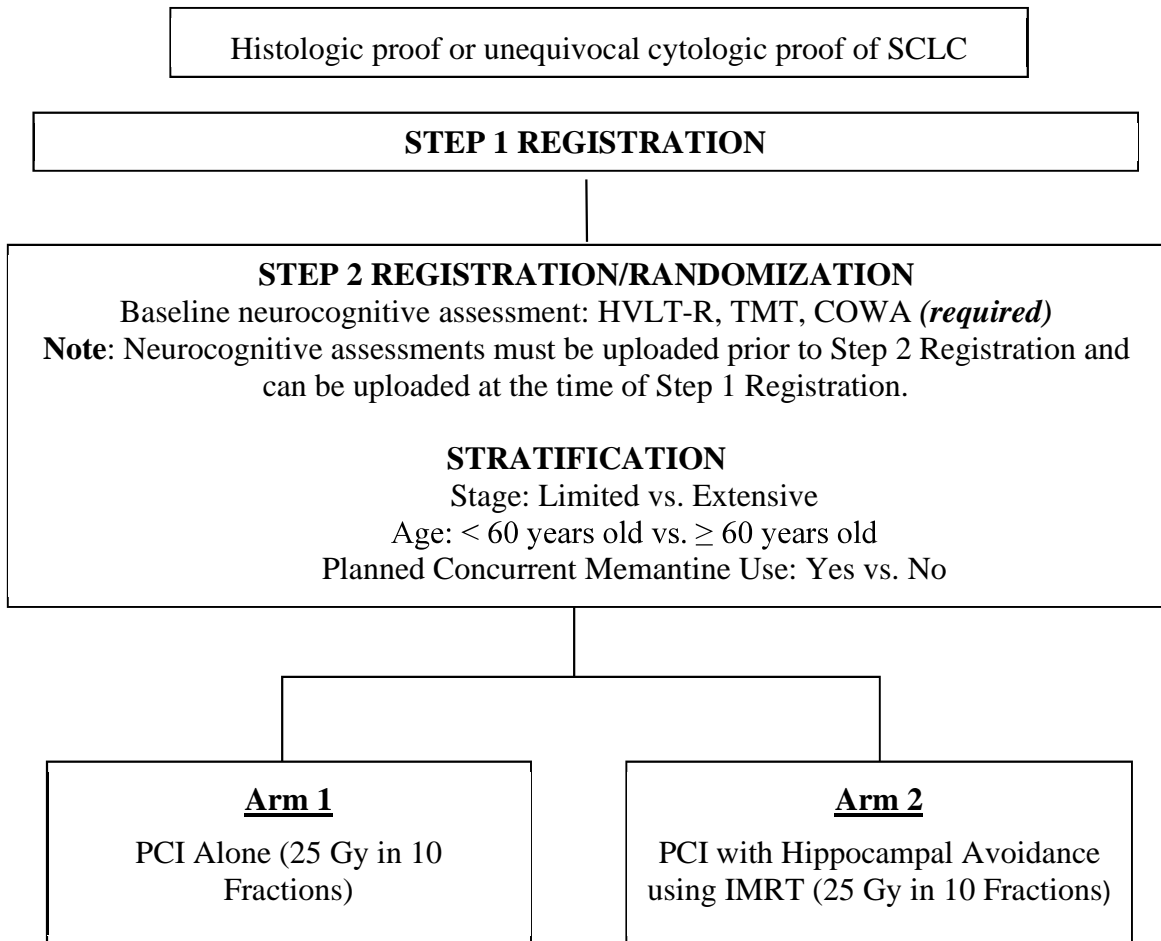 Histologic proof or unequivocal cytologic proof of SCLC
STEP 1 REGISTRATION
STEP 2 REGISTRATION/RANDOMIZATION
Baseline neurocognitive assessment: HVLT-R, TMT, COWA (required)
Note: Neurocognitive assessments must be uploaded prior to Step 2 Registration and
can be uploaded at the time of Step 1 Registration.
STRATIFICATION
Stage: Limited vs. Extensive
Age: < 60 years old vs. ≥ 60 years old
Planned Concurrent Memantine Use: Yes vs. No
Arm 1
PCI Alone (25 Gy in 10
Fractions)
Arm 2
PCI with Hippocampal Avoidance
using IMRT (25 Gy in 10 Fractions)